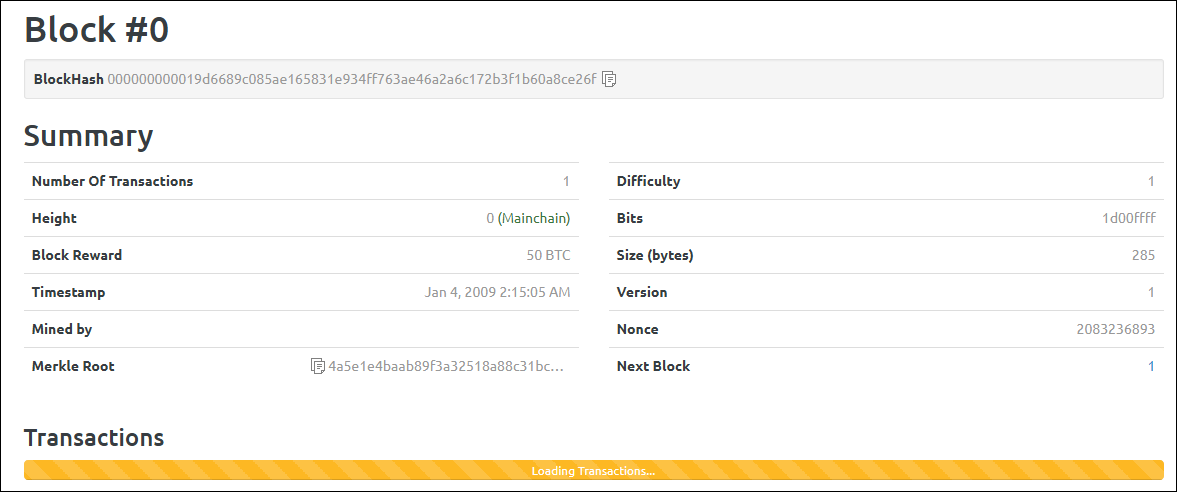 Block #0
BlockHash 000000000019d6689c085ae165831e934ff763ae46a2a6c172b3f1b60a8ce26f
Summary
Number Of Transactions 1
Height 0 (Mainchain)
Block Reward 50 BTC
Timestamp Jan 4, 2009 2:15:05 AM
Mined by
Merkle Root 4a5e1e4baab89f3a32518a88c31bc...
Difficulty 1
Bits 1d00ffff
Size (bytes) 285
Version 1
Nonce 2083236893
Next Block 1
Transactions
Loading Transactions...